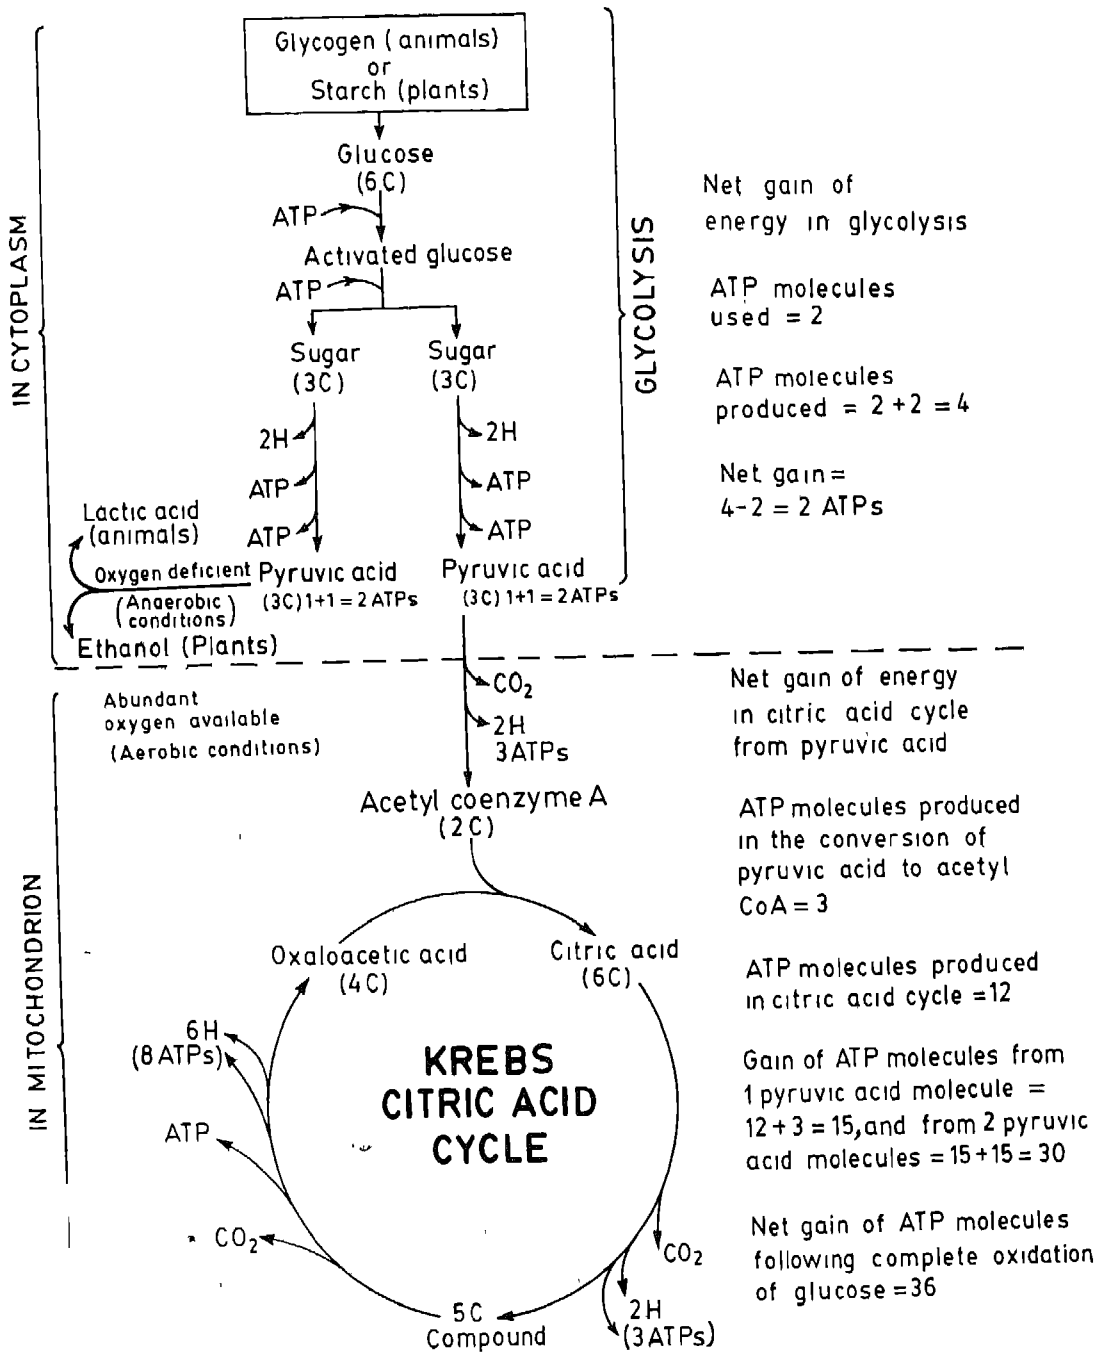 IN CYTOPLASM
Glycogen (animals)
or
Starch (plants)
Glucose
(6C)
ATP
Activated glucose
ATP
Sugar
(3C)
Sugar
(3C)
2H
2H
ATP
ATP
ATP
ATP
Pyruvic acid
(3C) 1+1 = 2 ATPs
Pyruvic acid
(3C) 1+1 = 2 ATPs
Lactic acid
(animals)
Oxygen deficient
(Anaerobic
conditions)
Ethanol (Plants)
GLYCOLYSIS
Net gain of
energy in glycolysis
ATP molecules
used = 2
ATP molecules
produced = 2+2 = 4
Net gain =
4-2 = 2 ATPs
IN MITOCHONDRION
Abundant
oxygen available
(Aerobic conditions)
CO2
2H
3ATPs
Acetyl coenzyme A
(2C)
Oxaloacetic acid
(4C)
Citric acid
(6C)
KREBS
CITRIC ACID
CYCLE
6H
(8 ATPs)
ATP
CO2
5C
Compound
CO2
2H
(3ATPs)
Net gain of energy
in citric acid cycle
from pyruvic acid
ATP molecules produced
in the conversion of
pyruvic acid to acetyl
CoA = 3
ATP molecules produced
in citric acid cycle =12
Gain of ATP molecules from
1 pyruvic acid molecule =
12+3 = 15, and from 2 pyruvic
acid molecules = 15+15 = 30
Net gain of ATP molecules
following complete oxidation
of glucose =36